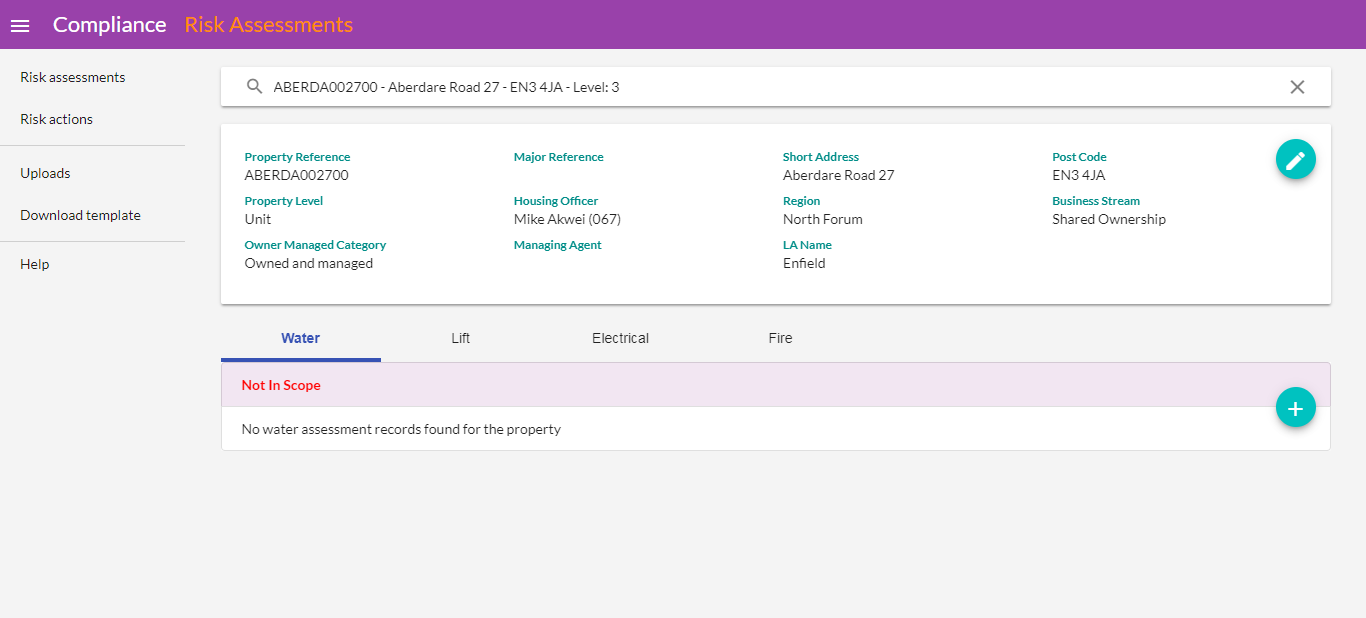 Compliance Risk Assessments
Risk assessments
Risk actions
Uploads
Download template
Help
ABERDA002700 - Aberdare Road 27 - EN3 4JA - Level: 3
Property Reference Major Reference Short Address Post Code
ABERDA002700 Aberdare Road 27 EN3 4JA
Property Level Housing Officer Region Business Stream
Unit Mike Akwei (067) North Forum Shared Ownership
Owner Managed Category Managing Agent LA Name
Owned and managed Enfield
Water Lift Electrical Fire
Not In Scope
No water assessment records found for the property